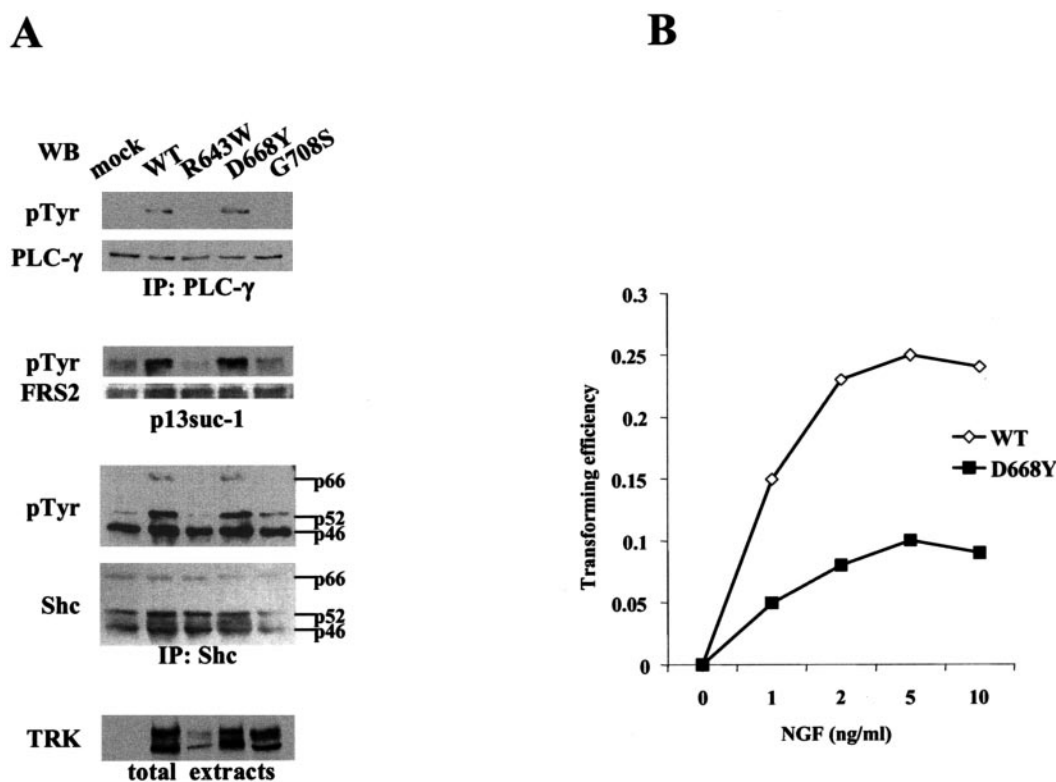 A
WB mock WT R643W D668Y G708S
pTyr
PLC-γ
IP: PLC-γ
pTyr
FRS2
p13suc-1
pTyr
p66
p52
p46
Shc
p66
p52
p46
IP: Shc
TRK
total extracts
B
Transforming efficiency
0.3
0.25
0.2
0.15
0.1
0.05
0
0 1 2 5 10
NGF (ng/ml)
WT
D668Y